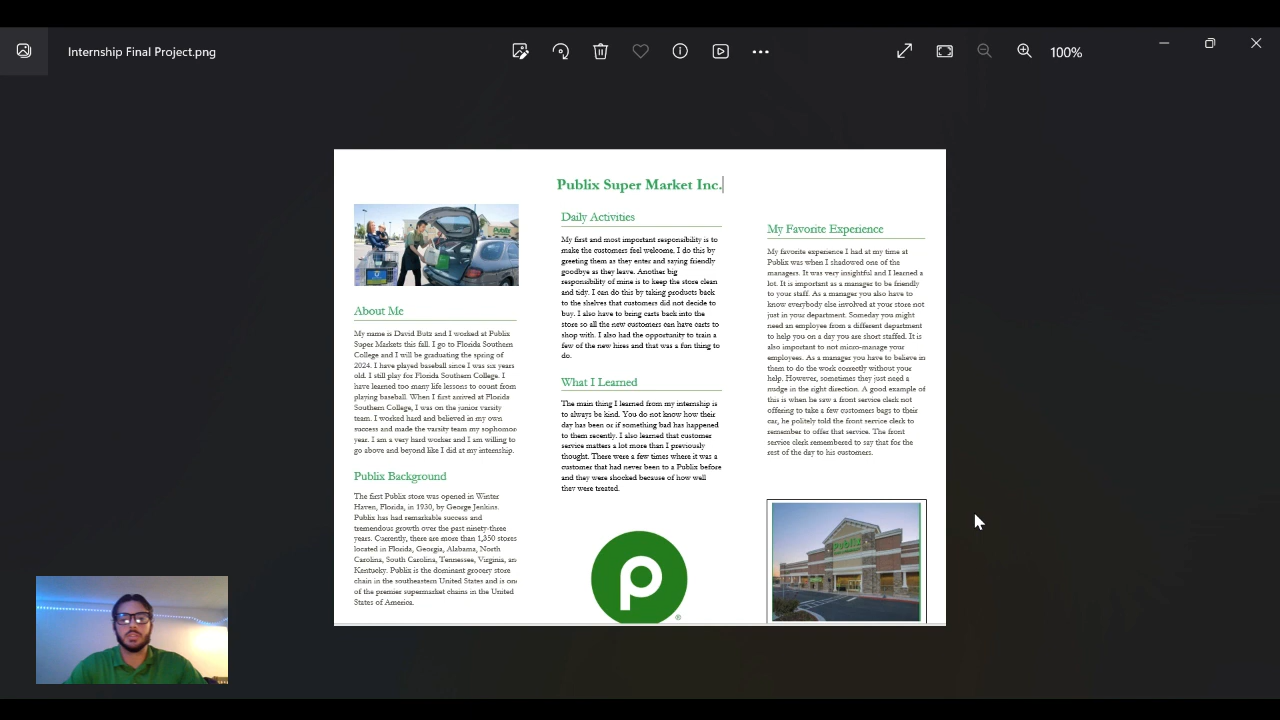 Internship Final Project.png
100%
Publix Super Market Inc.
About Me
My name is David Butz and I worked at Publix
Super Markets this fall. I go to Florida Southern
College and I will be graduating the spring of
2024. I have played baseball since I was six years
old. I still play for Florida Southern College. I
have learned too many life lessons to count from
playing baseball. When I first arrived at Florida
Southern College, I was on the junior varsity
team. I worked hard and believed in my own
success and made the varsity team my sophomore
year. I am a very hard worker and I am willing to
go above and beyond like I did at my internship.
Publix Background
The first Publix store was opened in Winter
Haven, Florida, in 1930, by George Jenkins.
Publix has had remarkable success and
tremendous growth over the past ninety-three
years. Currently, there are more than 1,350 stores
located in Florida, Georgia, Alabama, North
Carolina, South Carolina, Tennessee, Virginia, an
Kentucky. Publix is the dominant grocery store
chain in the southeastern United States and is one
of the premier supermarket chains in the United
States of America.
Daily Activities
My first and most important responsibility is to
make the customers feel welcome. I do this by
greeting them as they enter and saying friendly
goodbye as they leave. Another big
responsibility of mine is to keep the store clean
and tidy. I can do this by taking products back
to the shelves that customers did not decide to
buy. I also have to bring carts back into the
store so all the new customers can have carts to
shop with. I also had the opportunity to train a
few of the new hires and that was a fun thing to
do.
What I Learned
The main thing I learned from my internship is
to always be kind. You do not know how their
day has been or if something bad has happened
to them recently. I also learned that customer
service matters a lot more than I previously
thought. There were a few times where it was a
customer that had never been to a Publix before
and they were shocked because of how well
they were treated.
p
®
My Favorite Experience
My favorite experience I had at my time at
Publix was when I shadowed one of the
managers. It was very insightful and I learned a
lot. It is important as a manager to be friendly
to your staff. As a manager you also have to
know everybody else involved at your store not
just in your department. Someday you might
need an employee from a different department
to help you on a day you are short staffed. It is
also important to not micro-manage your
employees. As a manager you have to believe in
them to do the work correctly without your
help. However, sometimes they just need a
nudge in the right direction. A good example of
this is when he saw a front service clerk not
offering to take a few customers bags to their
car, he politely told the front service clerk to
remember to offer that service. The front
service clerk remembered to say that for the
rest of the day to his customers.
Publix